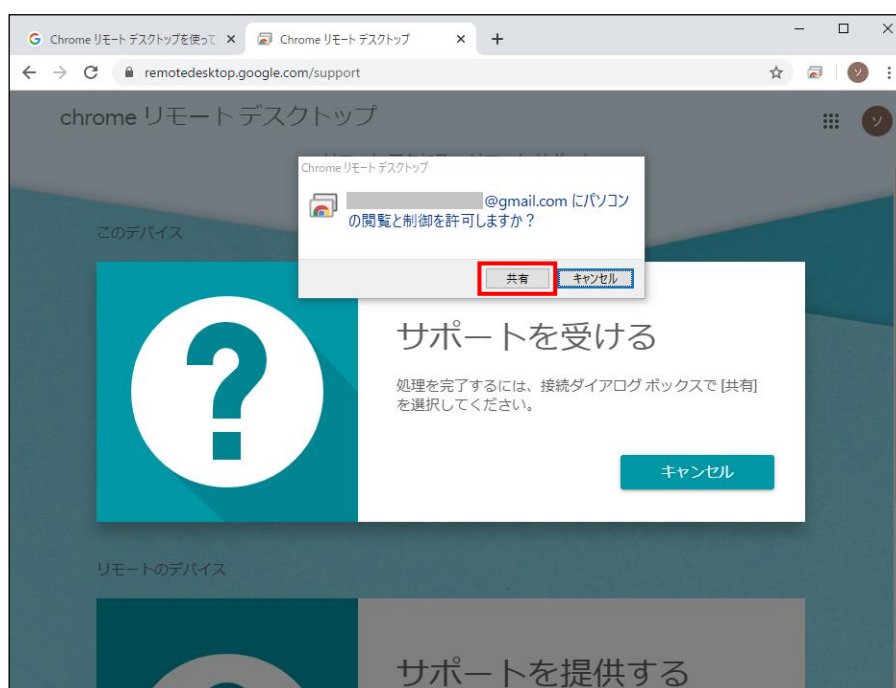 Chrome リモート デスクトップを使って
Chrome リモート デスクトップ
remotedesktop.google.com/support
ソ
chrome リモート デスクトップ
ソ
Chrome リモート デスクトップ
@gmail.com にパソコン
の閲覧と制御を許可しますか？
共有
キャンセル
このデバイス
サポートを受ける
処理を完了するには、接続ダイアログ ボックスで [共有]
を選択してください。
キャンセル
リモートのデバイス
サポートを提供する